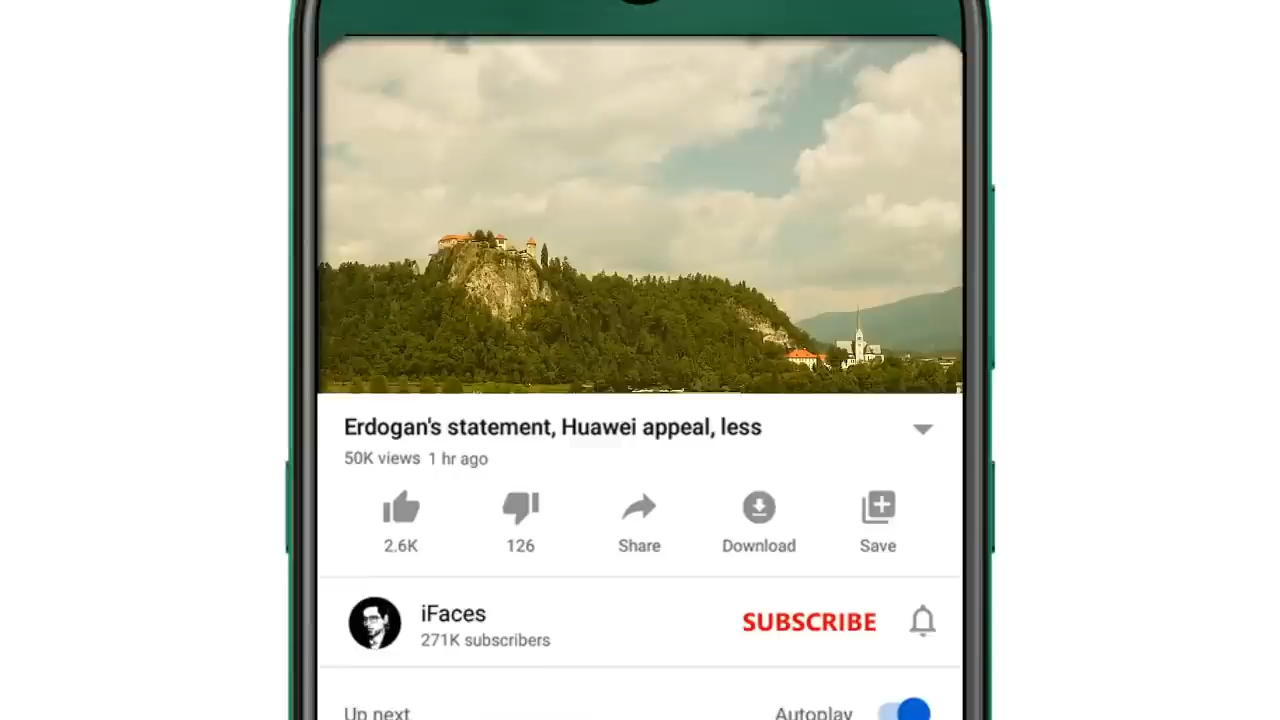 Erdogan's statement, Huawei appeal, less
50K views 1 hr ago
2.6K 126 Share Download Save
iFaces
271K subscribers
SUBSCRIBE
Up next Autoplay